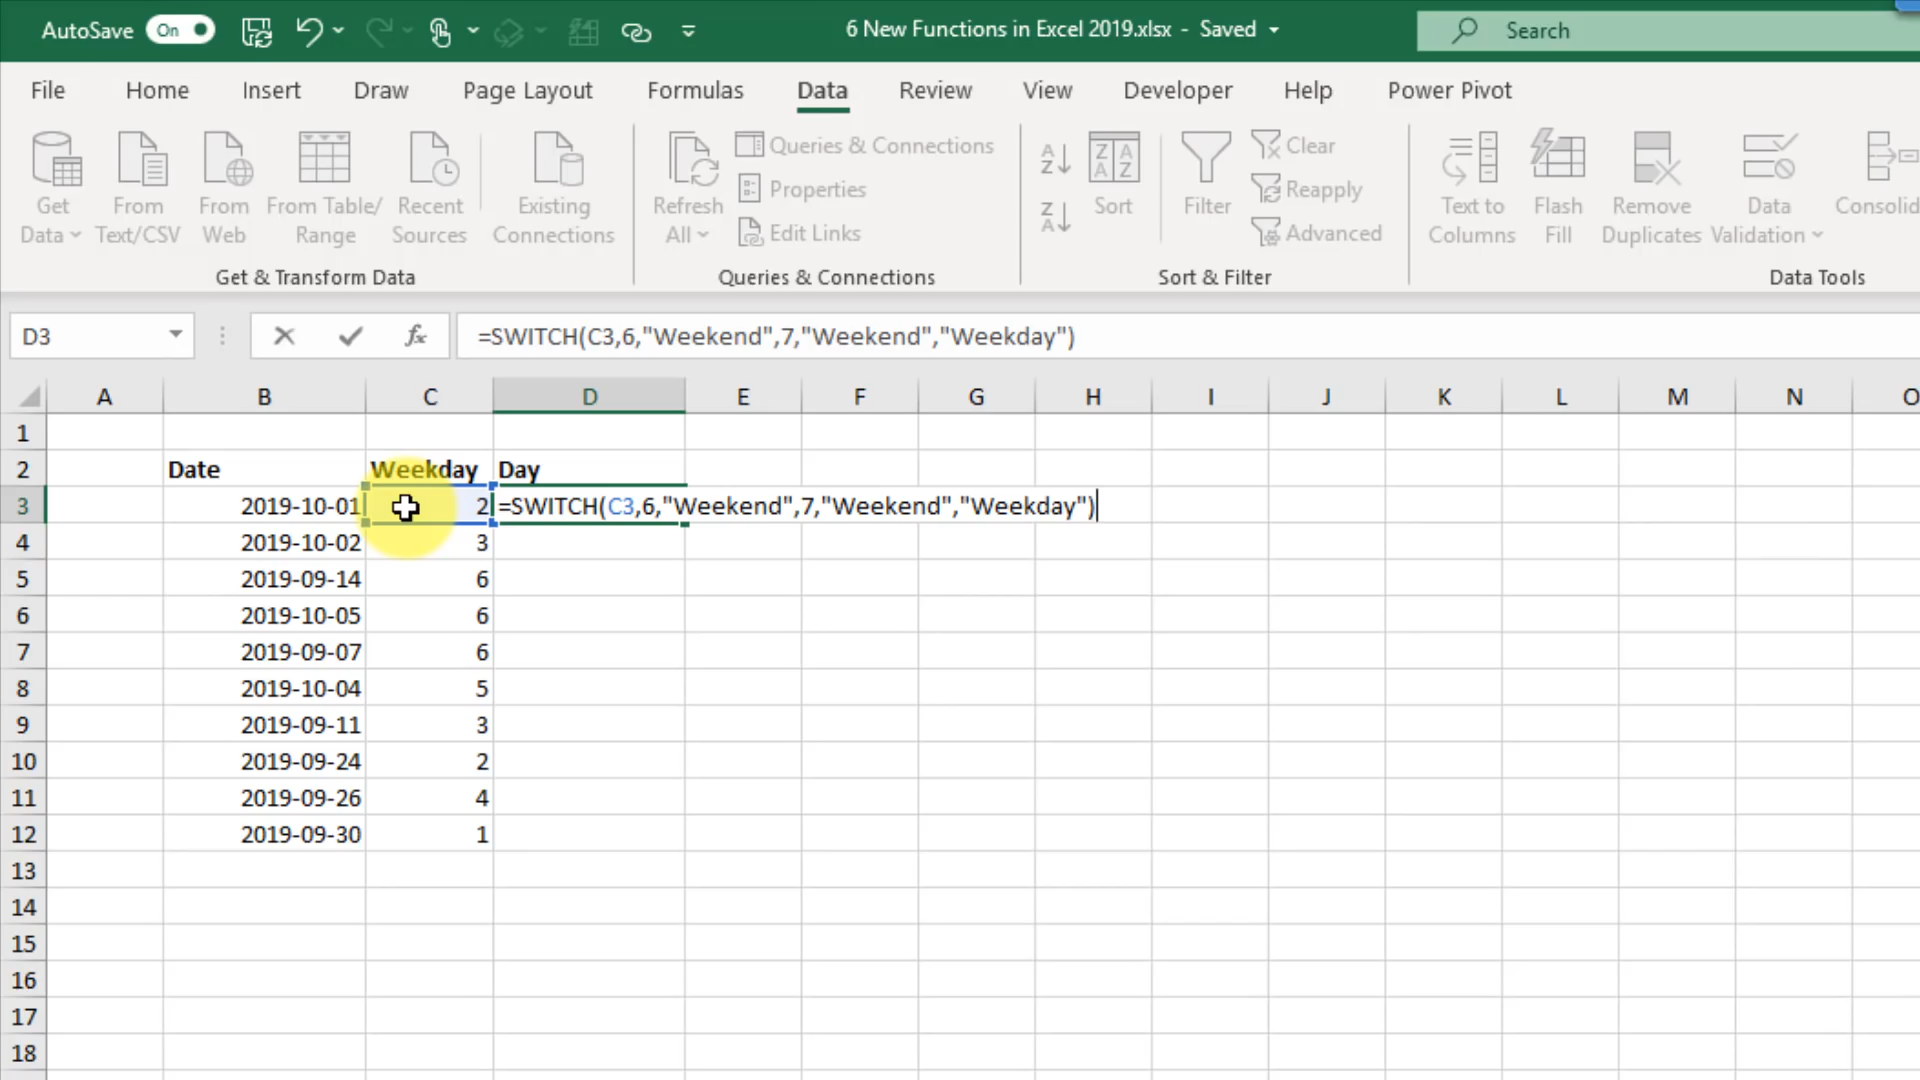 AutoSave On 6 New Functions in Excel 2019.xlsx - Saved Search
File Home Insert Draw Page Layout Formulas Data Review View Developer Help Power Pivot
Get Data
From Text/CSV
From Web
From Table/ Range
Recent Sources
Existing Connections
Get & Transform Data
Refresh All
Queries & Connections
Properties
Edit Links
Queries & Connections
Sort
Filter
Clear
Reapply
Advanced
Sort & Filter
Text to Columns
Flash Fill
Remove Duplicates
Data Validation
Data Tools
D3 fx =SWITCH(C3,6,"Weekend",7,"Weekend","Weekday")
A B C D E F G H I J K L M N O
1
2 Date Weekday Day
3 2019-10-01 2 =SWITCH(C3,6,"Weekend",7,"Weekend","Weekday")
4 2019-10-02 3
5 2019-09-14 6
6 2019-10-05 6
7 2019-09-07 6
8 2019-10-04 5
9 2019-09-11 3
10 2019-09-24 2
11 2019-09-26 4
12 2019-09-30 1
13
14
15
16
17
18